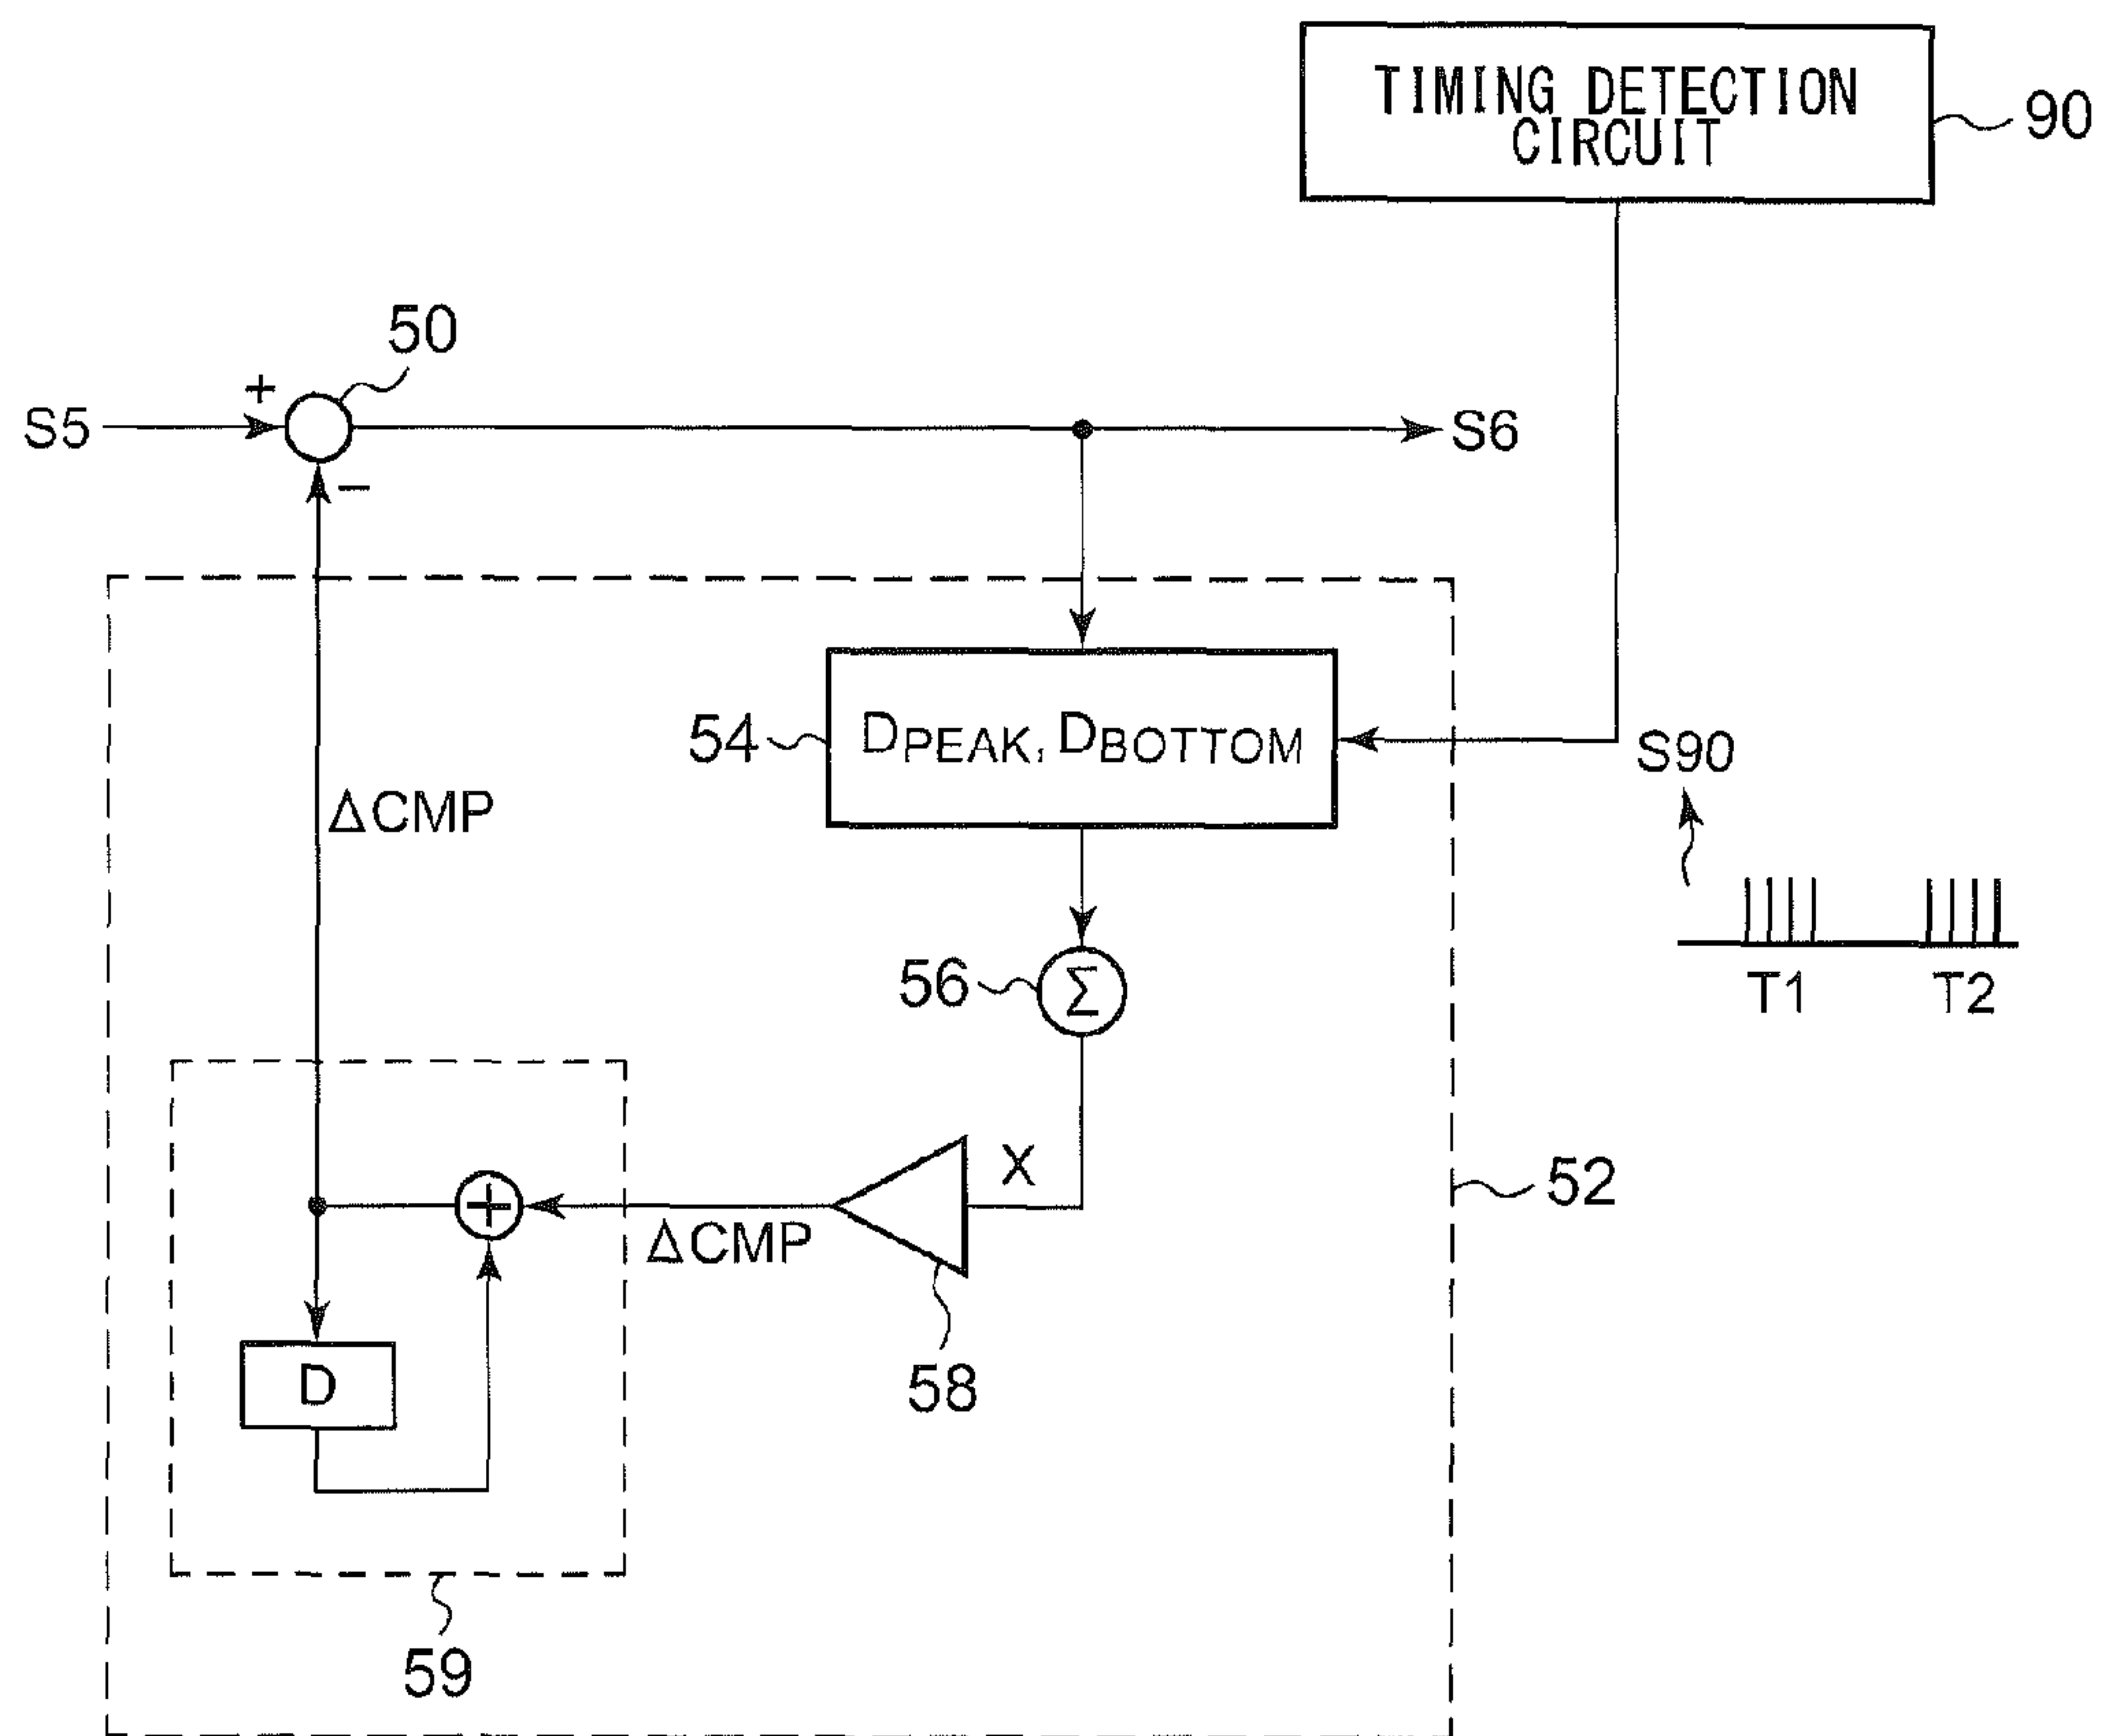 TIMING DETECTION
CIRCUIT
90
50
+
S5
S6
−
54
DPEAK, DBOTTOM
S90
ΔCMP
56
Σ
T1
T2
X
52
+
ΔCMP
58
D
59